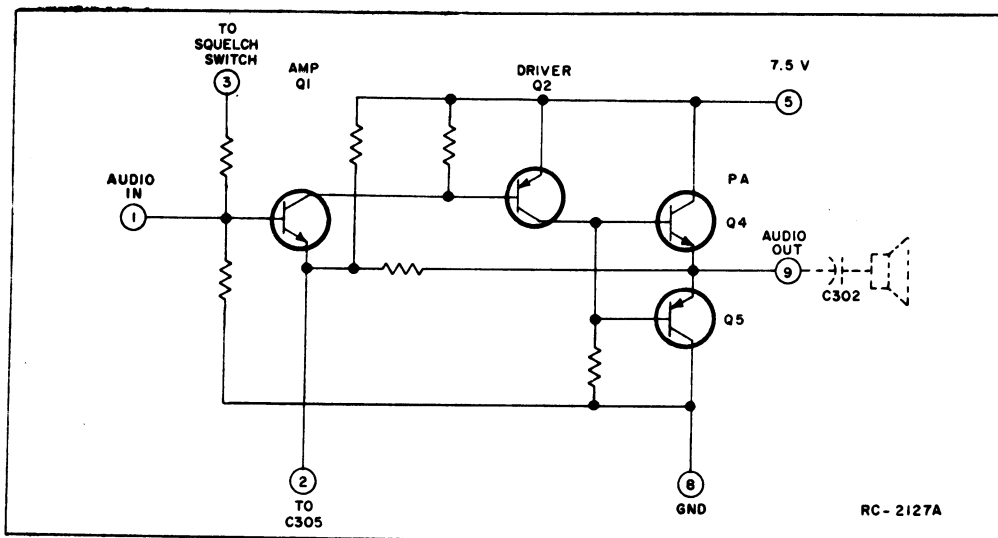 TO
SQUELCH
SWITCH
3
AMP
Q1
DRIVER
Q2
7.5 V
5
AUDIO
IN
1
PA
Q4
AUDIO
OUT
9
C302
Q5
2
TO
C305
8
GND
RC-2127A